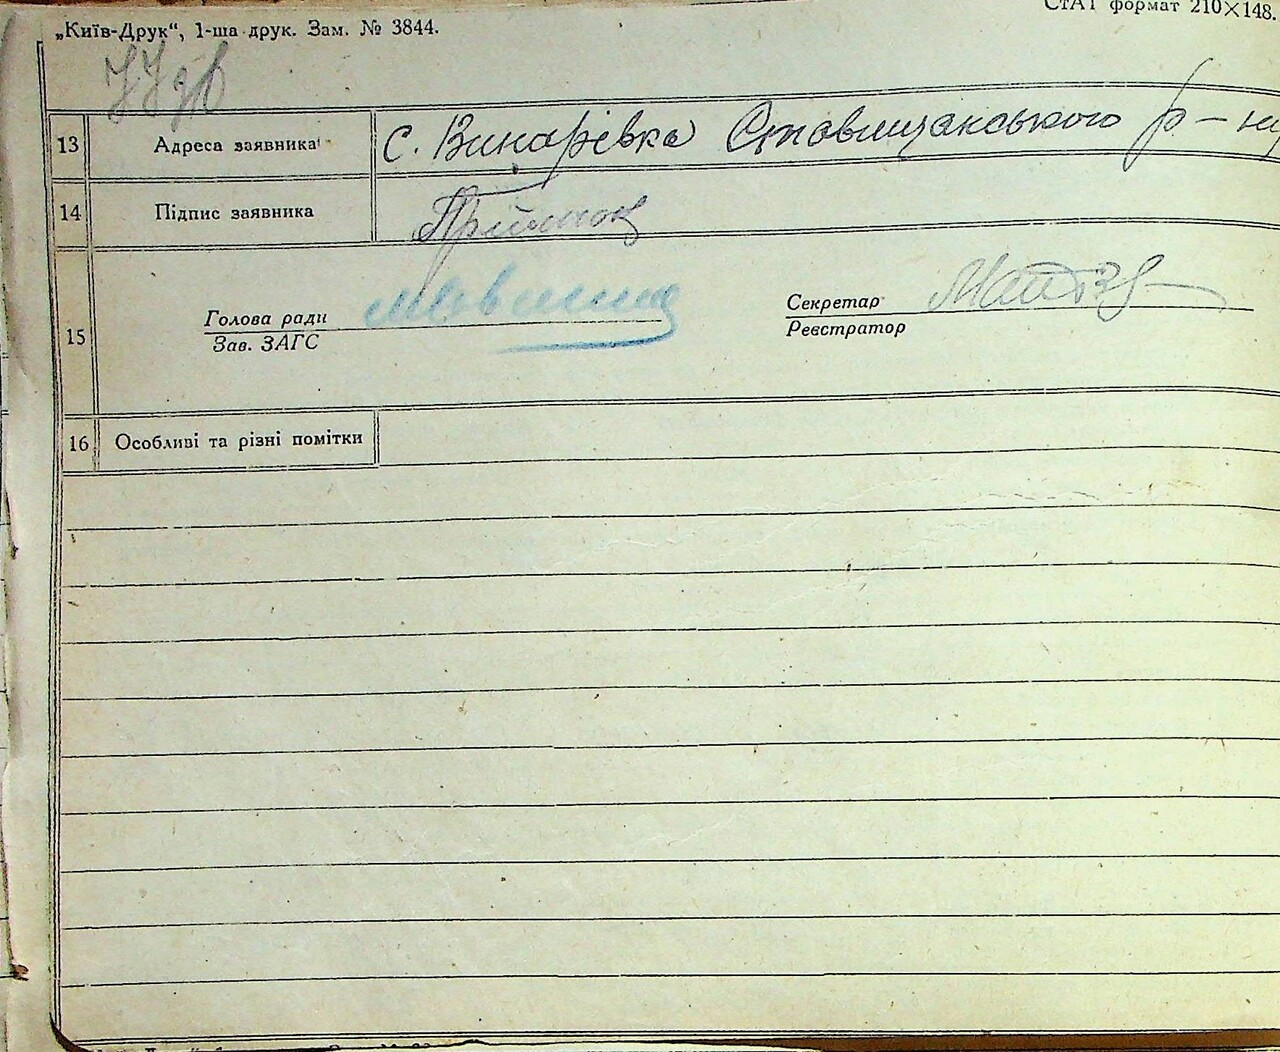 „Київ-Друк“, 1-ша друк. Зам. № 3844.
СтАТ формат 210×148.
13 Адреса заявника с. Винарівка Ставищанського р-ну
14 Підпис заявника
15 Голова ради
Зав. ЗАГС
Секретар
Реєстратор
16 Особливі та різні помітки